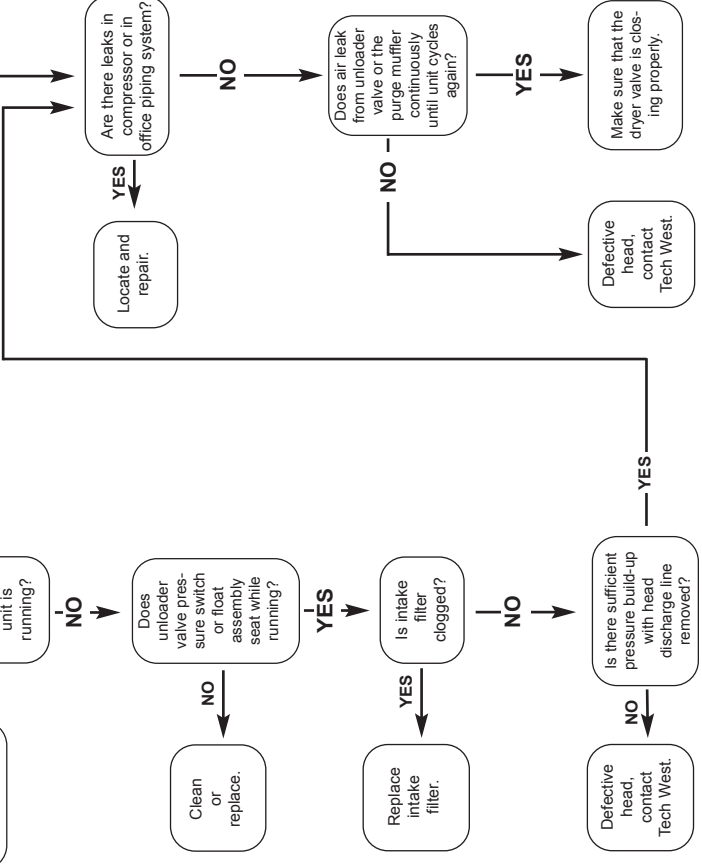 unit is
running?
NO
Does
unloader
valve pres-
sure switch
or float
assembly
seat while
running?
NO
Clean
or
replace.
YES
Is intake
filter
clogged?
YES
Replace
intake
filter.
NO
Is there sufficient
pressure build-up
with head
discharge line
removed?
NO
Defective
head,
contact
Tech West.
YES
Are there leaks in
compressor or in
office piping system?
YES
Locate and
repair.
NO
Does air leak
from unloader
valve or the
purge muffler
continuously
until unit cycles
again?
NO
Defective
head,
contact
Tech West.
YES
Make sure that the
dryer valve is clos-
ing properly.